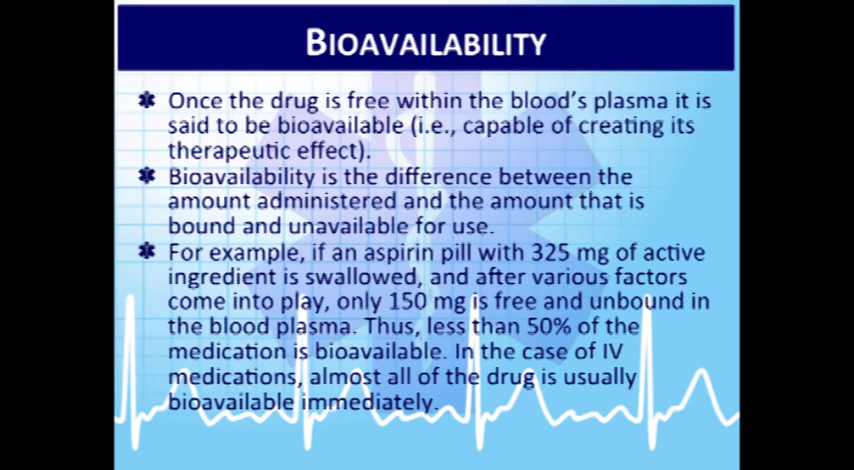 BIOAVAILABILITY
Once the drug is free within the blood's plasma it is
said to be bioavailable (i.e., capable of creating its
therapeutic effect).
Bioavailability is the difference between the
amount administered and the amount that is
bound and unavailable for use.
For example, if an aspirin pill with 325 mg of active
ingredient is swallowed, and after various factors
come into play, only 150 mg is free and unbound in
the blood plasma. Thus, less than 50% of the
medication is bioavailable. In the case of IV
medications, almost all of the drug is usually
bioavailable immediately.